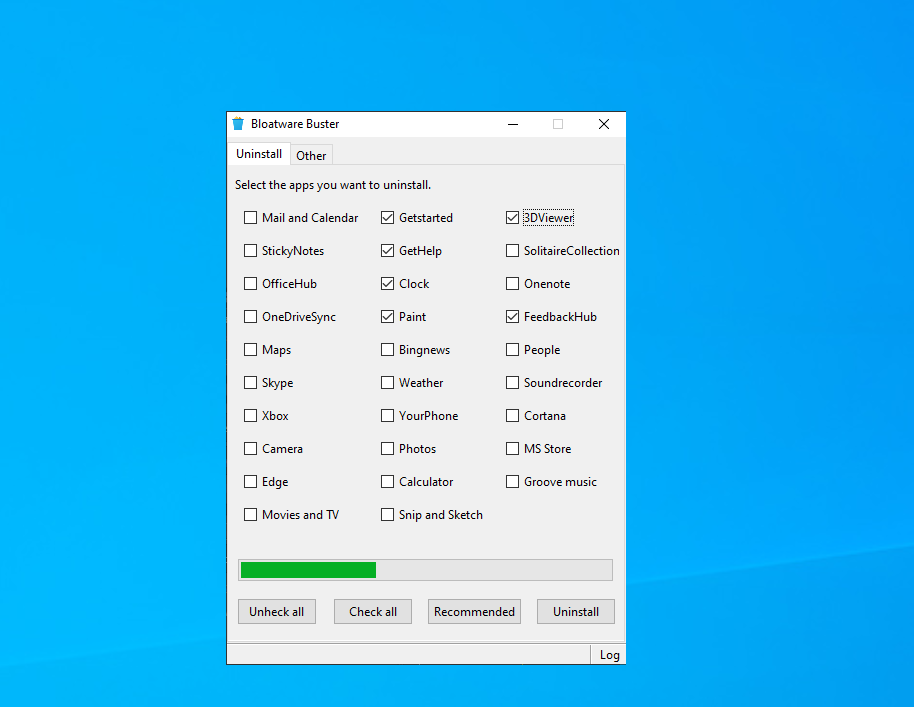 Bloatware Buster
Uninstall Other
Select the apps you want to uninstall.
Mail and Calendar Getstarted 3DViewer
StickyNotes GetHelp SolitaireCollection
OfficeHub Clock Onenote
OneDriveSync Paint FeedbackHub
Maps Bingnews People
Skype Weather Soundrecorder
Xbox YourPhone Cortana
Camera Photos MS Store
Edge Calculator Groove music
Movies and TV Snip and Sketch
Unheck all Check all Recommended Uninstall
Log